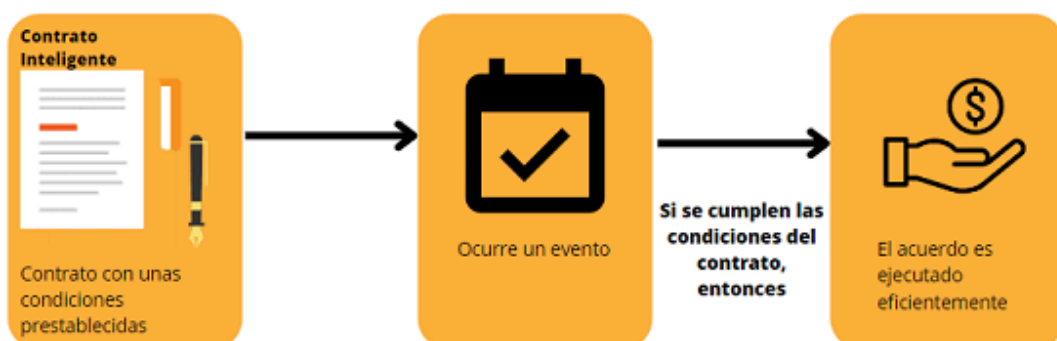 Contrato
Inteligente
Contrato con unas
condiciones
prestablecidas
Ocurre un evento
Si se cumplen las
condiciones del
contrato,
entonces
$
El acuerdo es
ejecutado
eficientemente